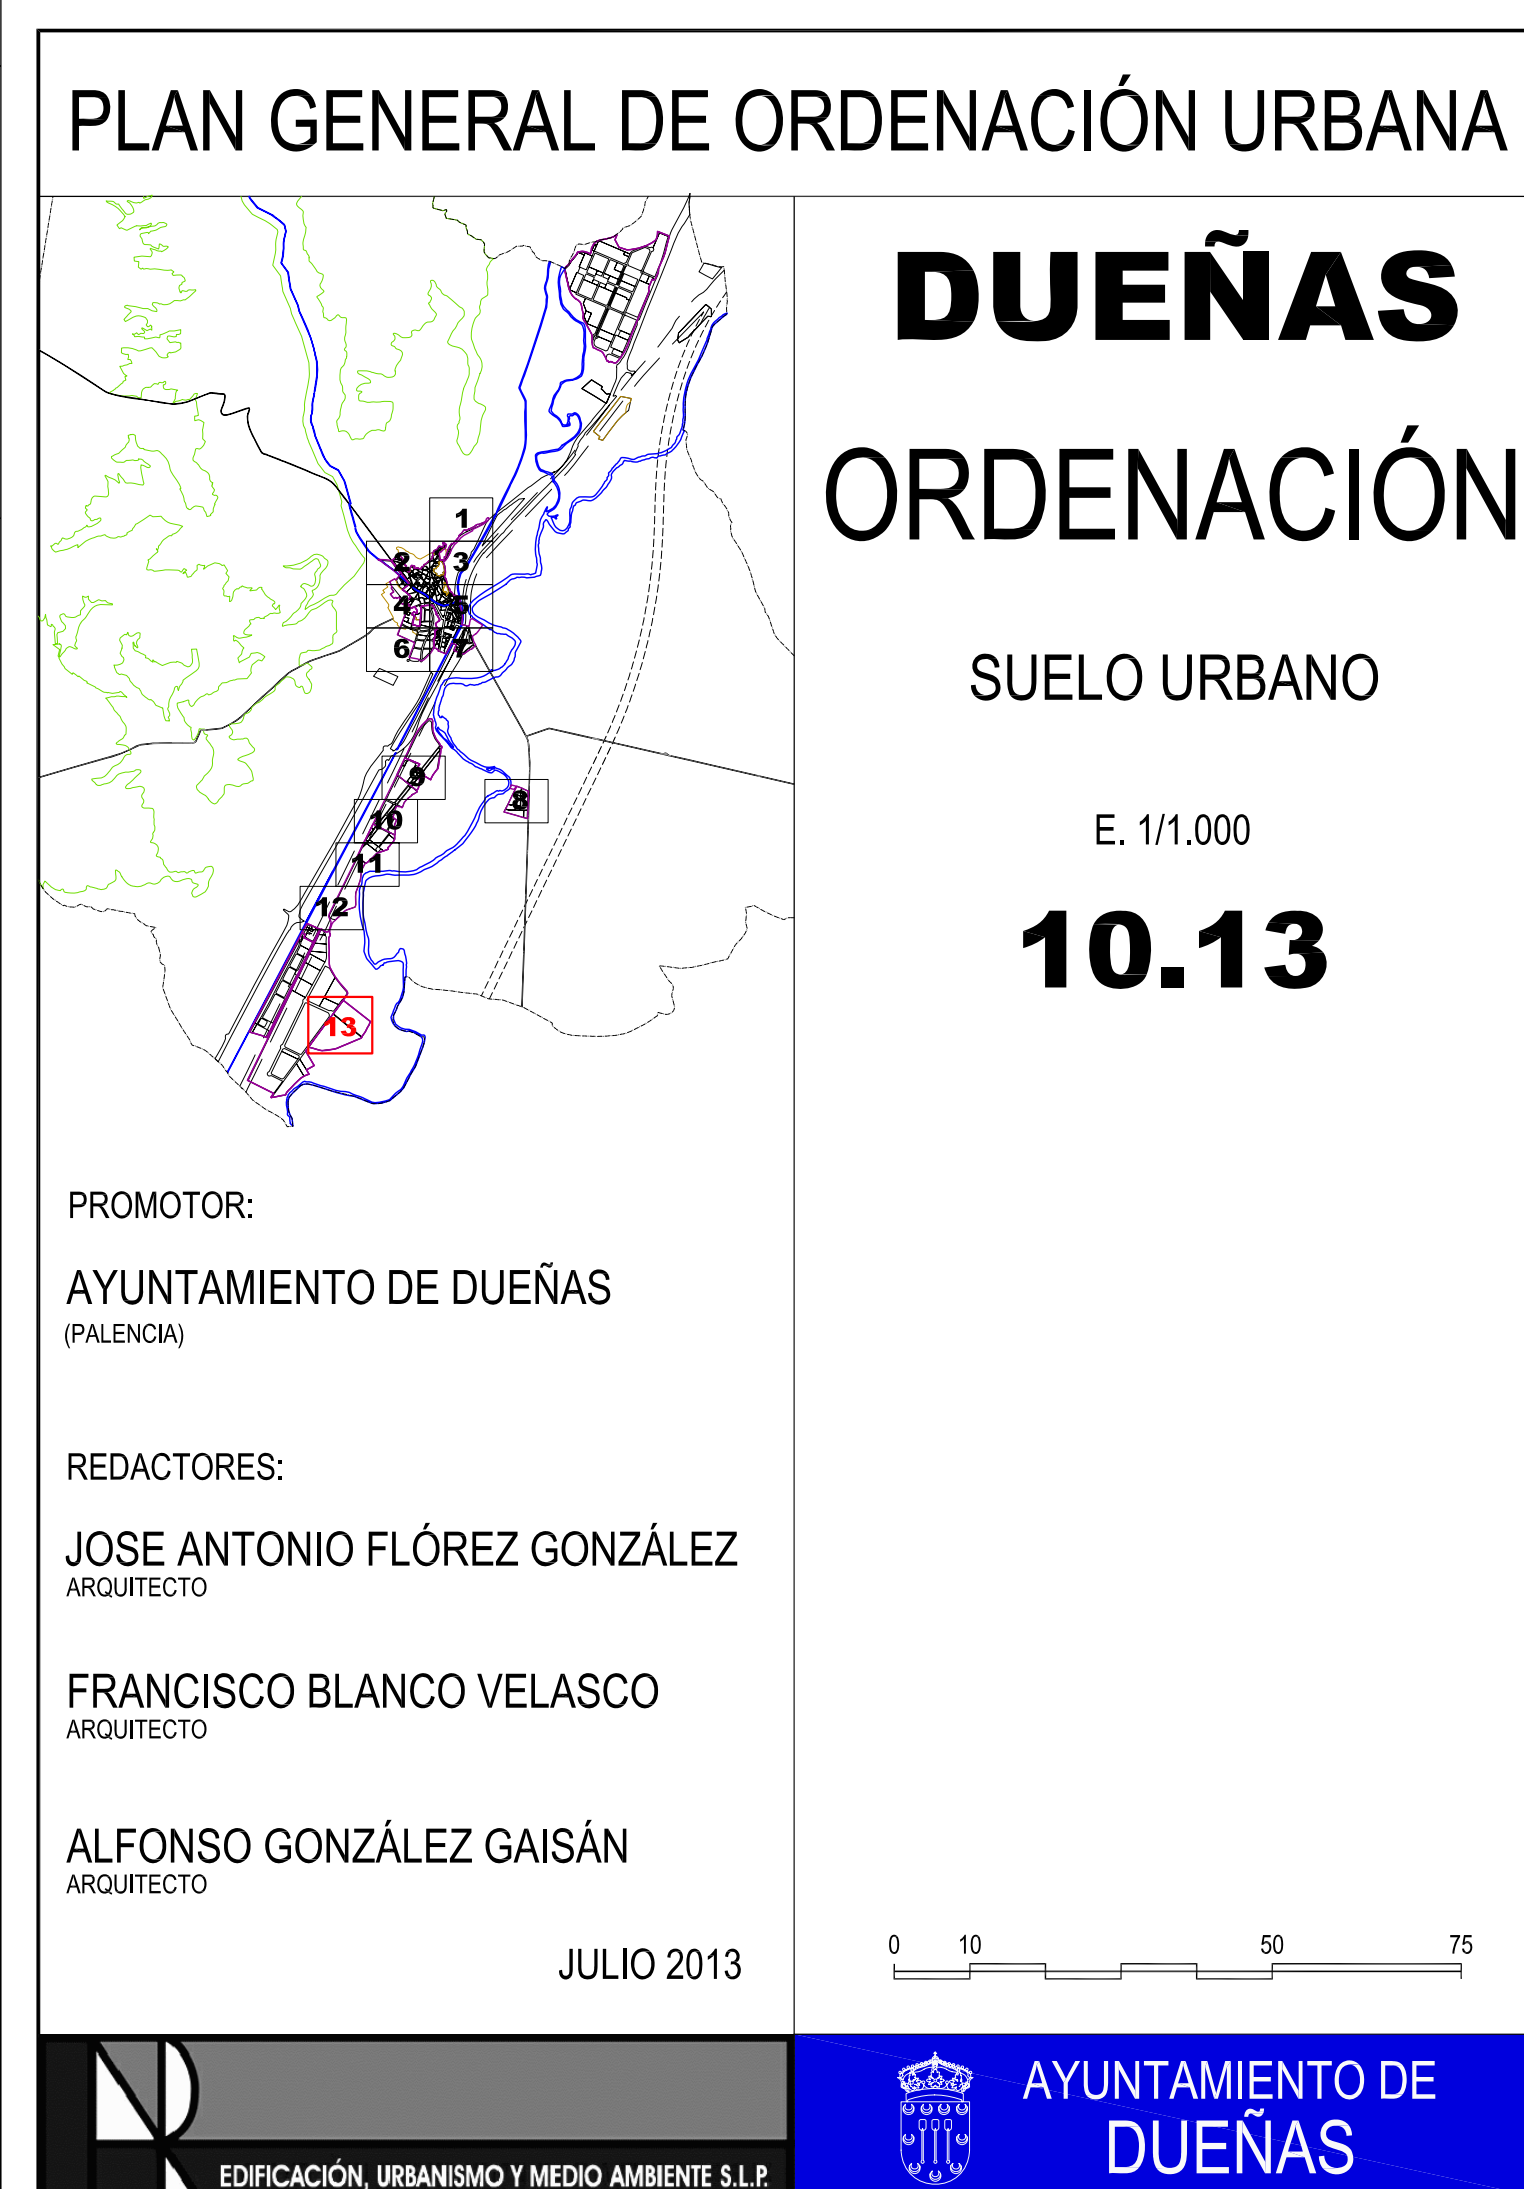 PLAN GENERAL DE ORDENACIÓN URBANA
1
2
3
4
5
6
7
9
8
10
11
12
13
DUEÑAS
ORDENACIÓN
SUELO URBANO
E. 1/1.000
10.13
PROMOTOR:
AYUNTAMIENTO DE DUEÑAS
(PALENCIA)
REDACTORES:
JOSE ANTONIO FLÓREZ GONZÁLEZ
ARQUITECTO
FRANCISCO BLANCO VELASCO
ARQUITECTO
ALFONSO GONZÁLEZ GAISÁN
ARQUITECTO
JULIO 2013
0 10 50 75
EDIFICACIÓN, URBANISMO Y MEDIO AMBIENTE S.L.P.
AYUNTAMIENTO DE
DUEÑAS